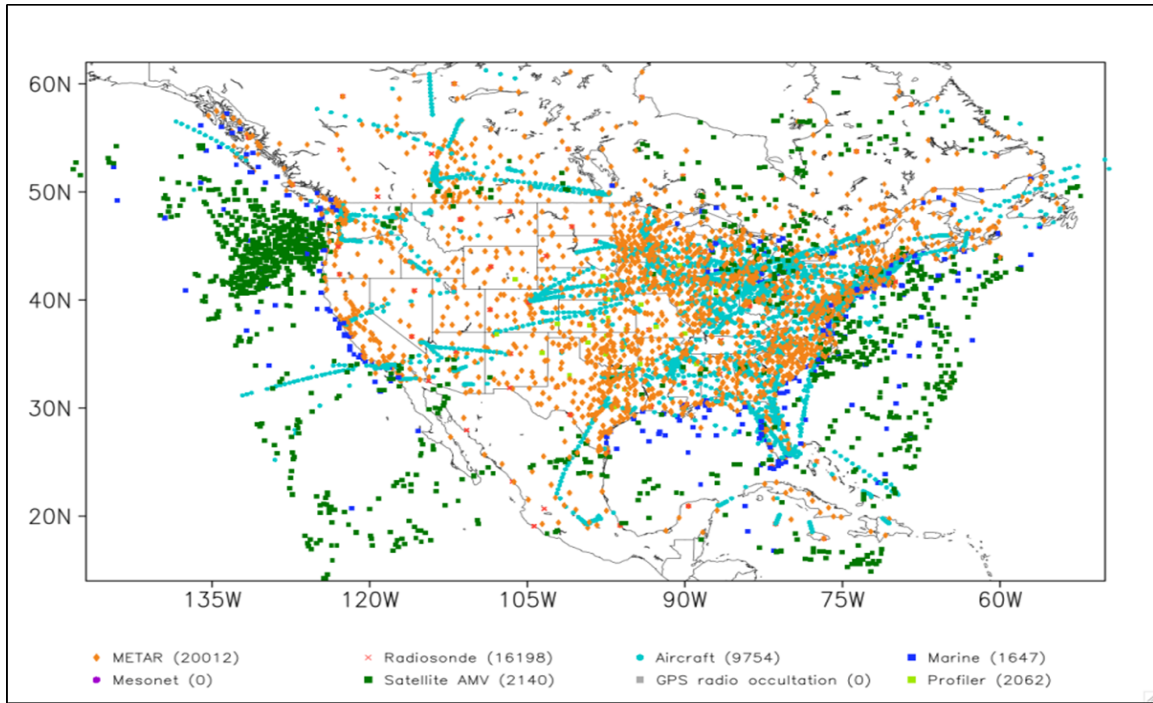 60N
50N
40N
30N
20N
135W 120W 105W 90W 75W 60W
METAR (20012) Radiosonde (16198) Aircraft (9754) Marine (1647)
Mesonet (0) Satellite AMV (2140) GPS radio occultation (0) Profiler (2062)